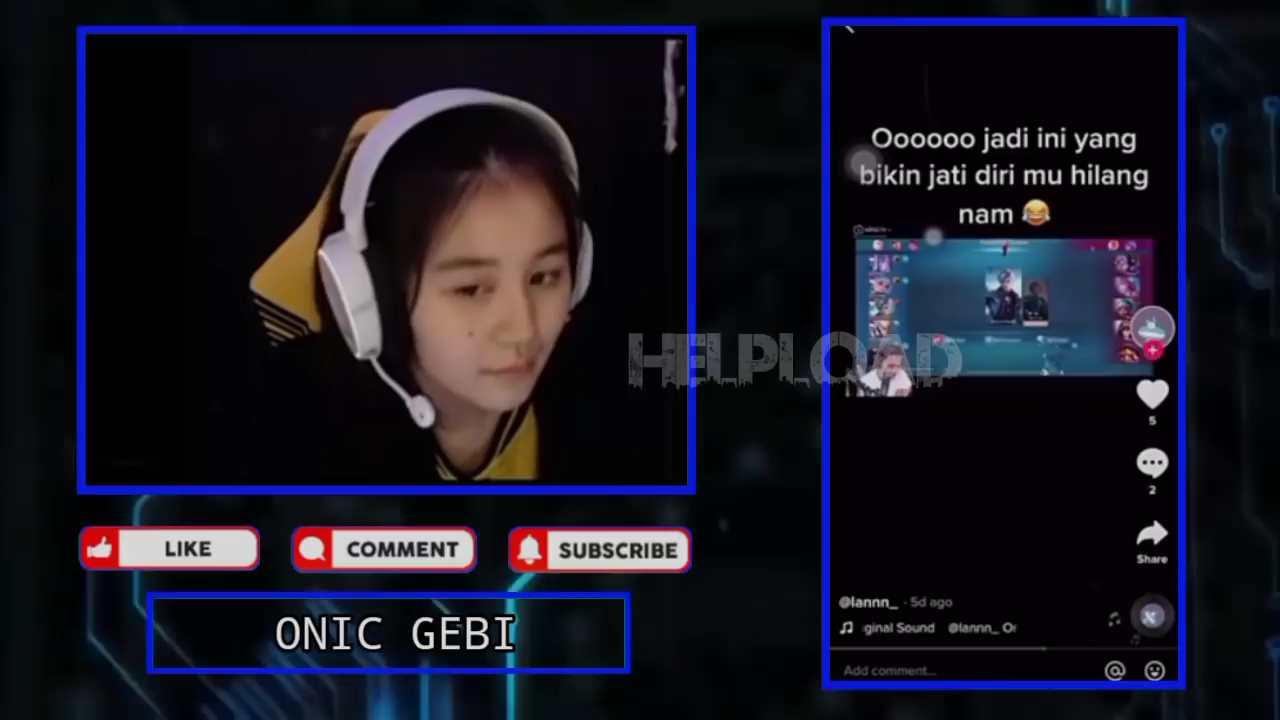 Oooooo jadi ini yang
bikin jati diri mu hilang
nam 😂
HELPLOAD
5
2
Share
LIKE
COMMENT
SUBSCRIBE
@lannn_ · 5d ago
ginal Sound @lannn_ Or
ONIC GEBI
Add comment...